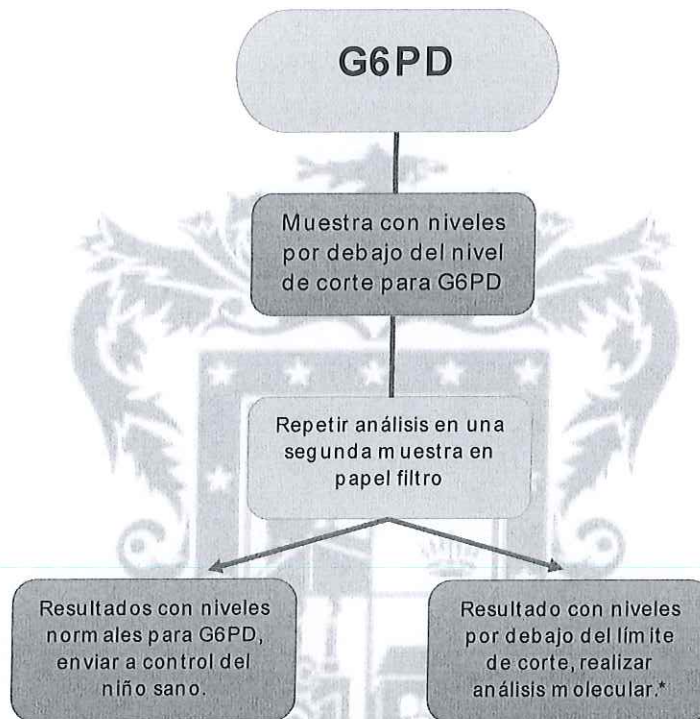 G6PD
Muestra con niveles
por debajo del nivel
de corte para G6PD
Repetir análisis en una
segunda muestra en
papel filtro
Resultados con niveles
normales para G6PD,
enviar a control del
niño sano.
Resultado con niveles
por debajo del límite
de corte, realizar
análisis molecular.*